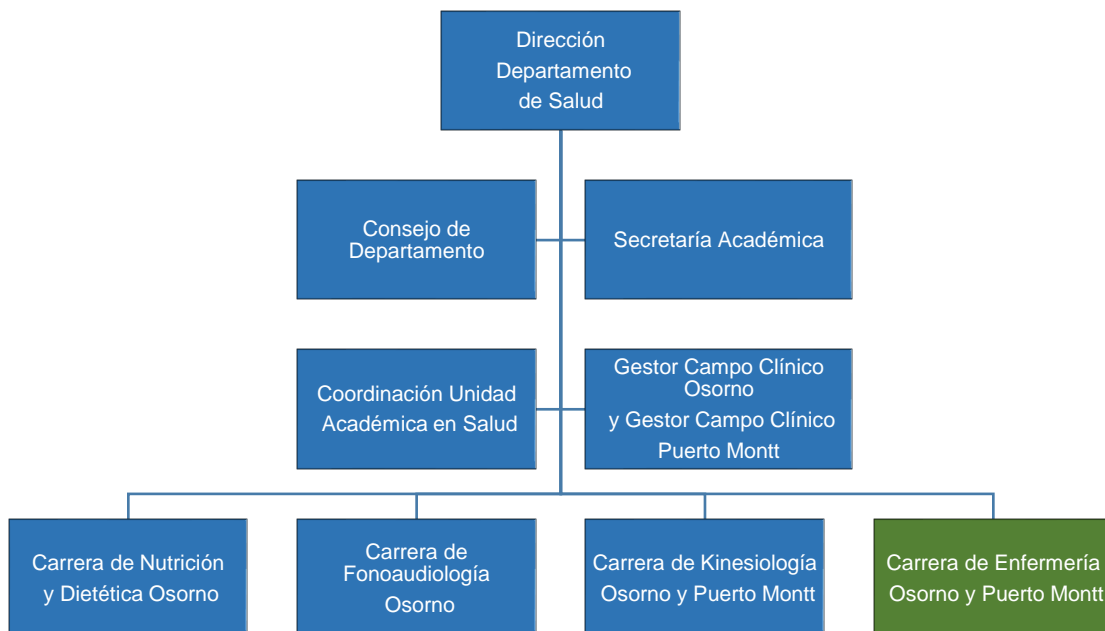 Dirección
Departamento
de Salud
Consejo de
Departamento
Secretaría Académica
Coordinación Unidad
Académica en Salud
Gestor Campo Clínico
Osorno
y Gestor Campo Clínico
Puerto Montt
Carrera de Nutrición
y Dietética Osorno
Carrera de
Fonoaudiología
Osorno
Carrera de Kinesiología
Osorno y Puerto Montt
Carrera de Enfermería
Osorno y Puerto Montt